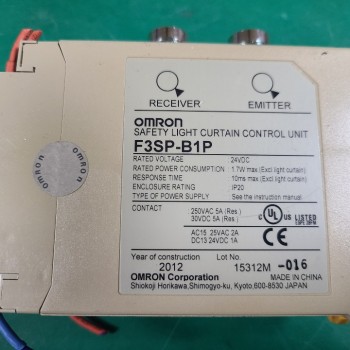 RECEIVER EMITTER
OMRON
SAFETY LIGHT CURTAIN CONTROL UNIT
F3SP-B1P
RATED VOLTAGE 24VDC
RATED POWER CONSUMPTION 1.7W max.(Excl light curtain)
RESPONSE TIME 10ms max.(Excl light curtain)
ENCLOSURE RATING IP20
TYPE OF POWER SUPPLY See the instruction manual
CONTACT 250VAC 5A (Res.)
30VDC 5A (Res.)
AC15 25VAC 2A
DC13 24VDC 1A
C UL US LISTED
CE
Year of construction Lot No.
2012 15312M -016
OMRON Corporation MADE IN CHINA
Shiokoji Horikawa,Shimogyo-ku, Kyoto,600-8530 JAPAN
omron
omron